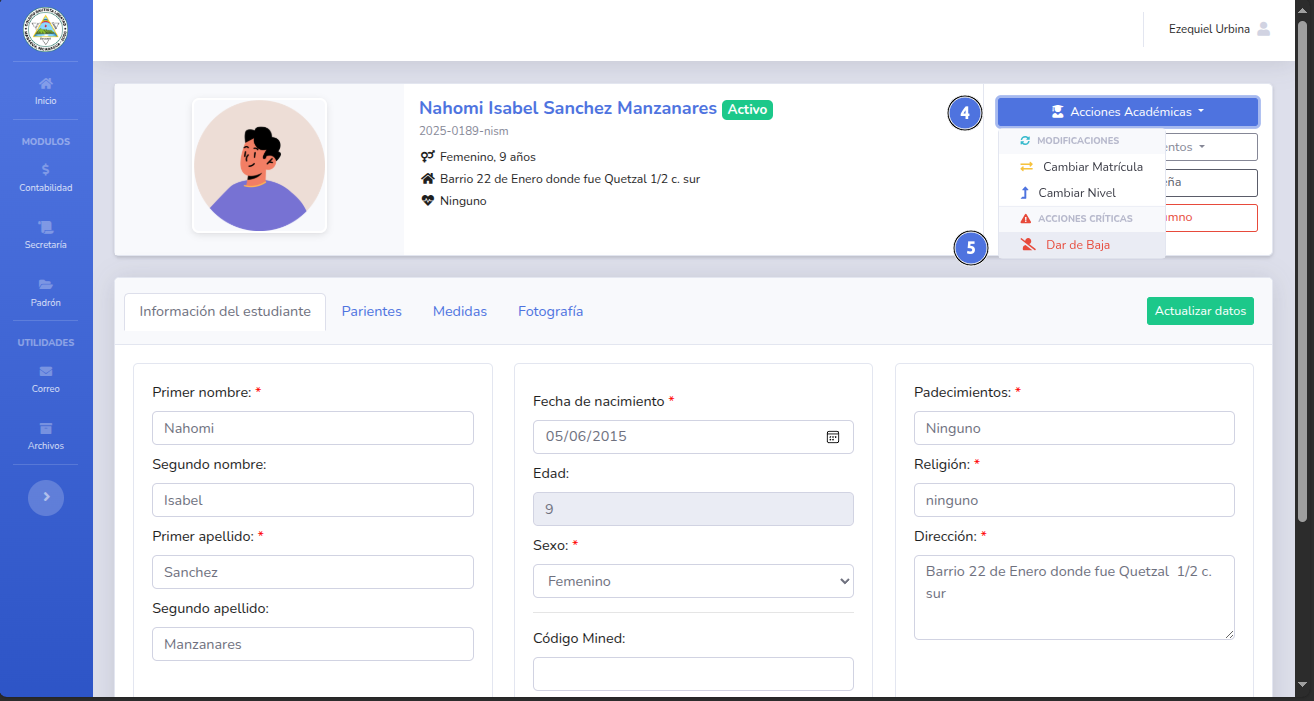 Ezequiel Urbina
Inicio
MODULOS
$
Contabilidad
Secretaría
Padrón
UTILIDADES
Correo
Archivos
Nahomi Isabel Sanchez Manzanares Activo
2025-0189-nism
Femenino, 9 años
Barrio 22 de Enero donde fue Quetzal 1/2 c. sur
Ninguno
4
Acciones Académicas
MODIFICACIONES
entos
Cambiar Matrícula
eña
Cambiar Nivel
ACCIONES CRÍTICAS
umno
5
Dar de Baja
Información del estudiante
Parientes
Medidas
Fotografía
Actualizar datos
Primer nombre: *
Nahomi
Segundo nombre:
Isabel
Primer apellido: *
Sanchez
Segundo apellido:
Manzanares
Fecha de nacimiento *
05/06/2015
Edad:
9
Sexo: *
Femenino
Código Mined:
Padecimientos: *
Ninguno
Religión: *
ninguno
Dirección: *
Barrio 22 de Enero donde fue Quetzal 1/2 c.
sur